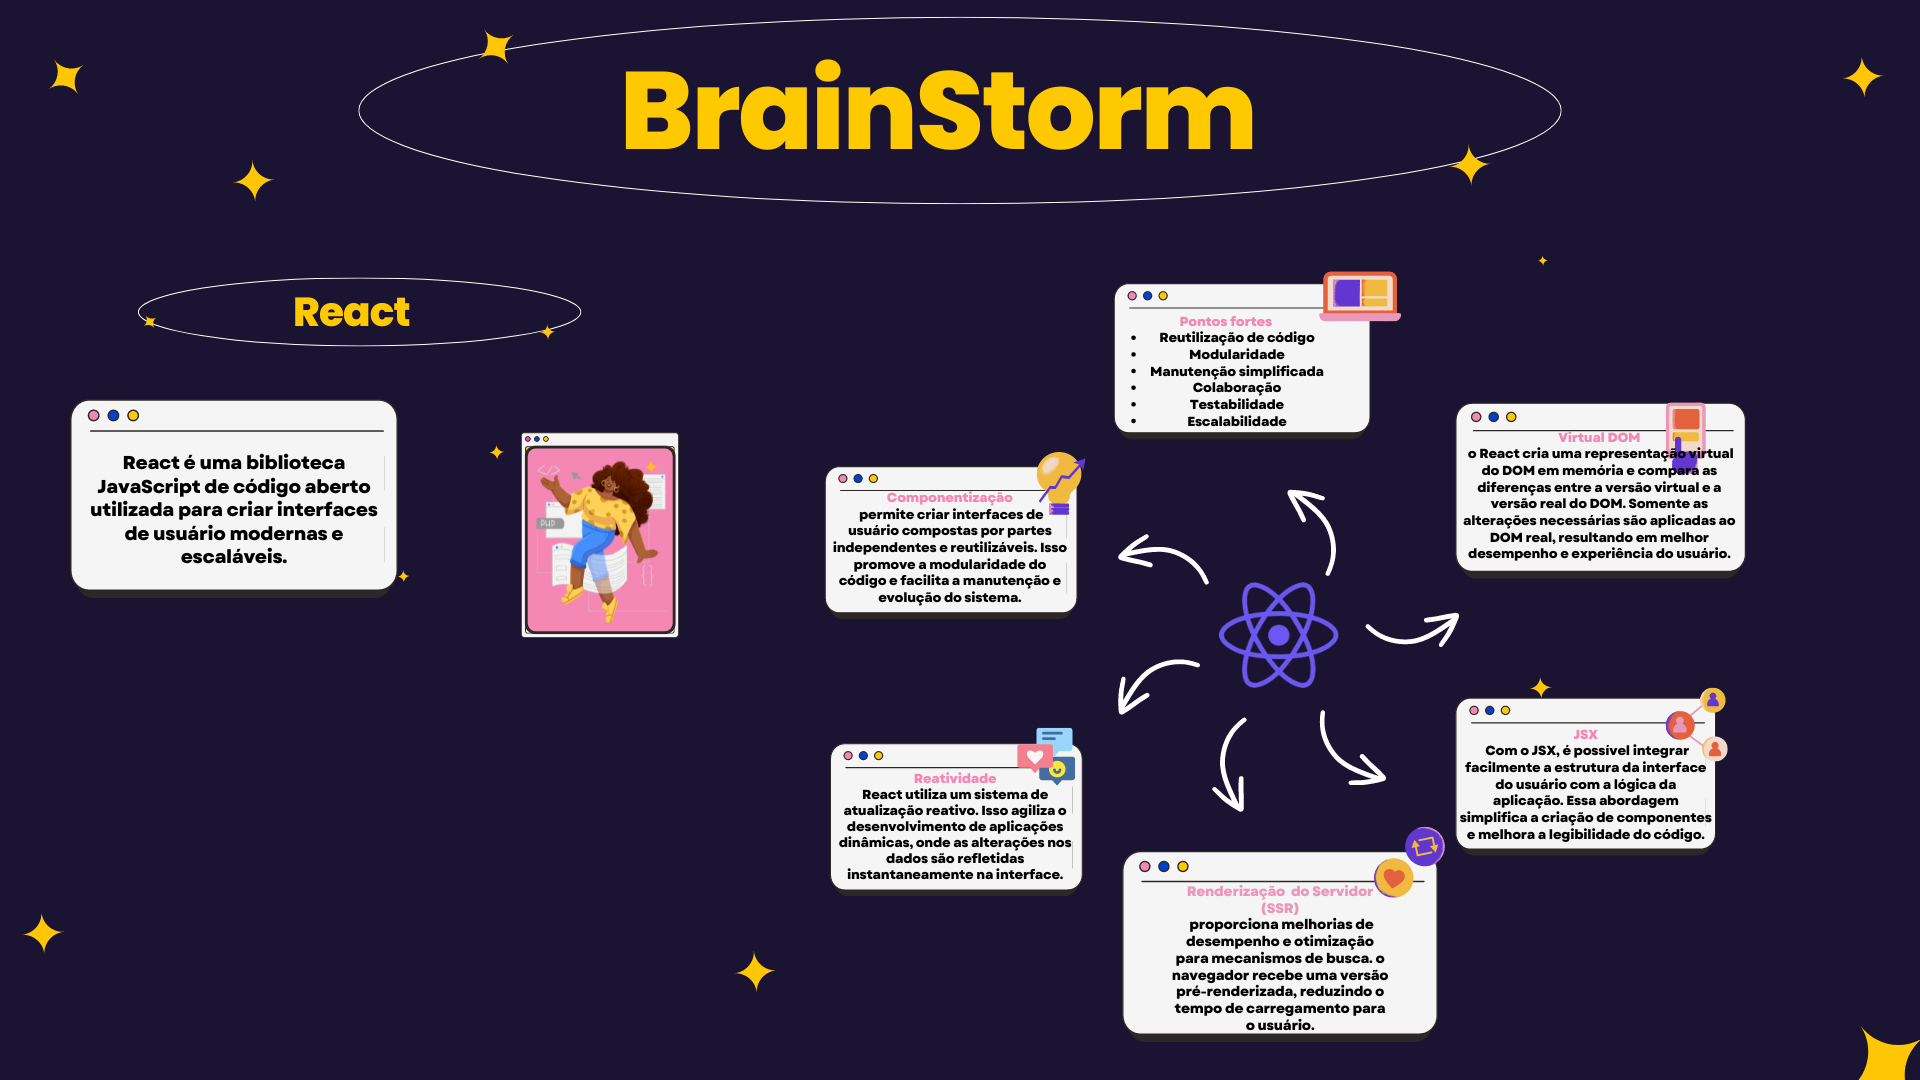 BrainStorm
React
React é uma biblioteca
JavaScript de código aberto
utilizada para criar interfaces
de usuário modernas e
escaláveis.
PHP
Pontos fortes
• Reutilização de código
• Modularidade
• Manutenção simplificada
• Colaboração
• Testabilidade
• Escalabilidade
Componentização
permite criar interfaces de
usuário compostas por partes
independentes e reutilizáveis. Isso
promove a modularidade do
código e facilita a manutenção e
evolução do sistema.
Virtual DOM
o React cria uma representação virtual
do DOM em memória e compara as
diferenças entre a versão virtual e a
versão real do DOM. Somente as
alterações necessárias são aplicadas ao
DOM real, resultando em melhor
desempenho e experiência do usuário.
Reatividade
React utiliza um sistema de
atualização reativo. Isso agiliza o
desenvolvimento de aplicações
dinâmicas, onde as alterações nos
dados são refletidas
instantaneamente na interface.
JSX
Com o JSX, é possível integrar
facilmente a estrutura da interface
do usuário com a lógica da
aplicação. Essa abordagem
simplifica a criação de componentes
e melhora a legibilidade do código.
Renderização do Servidor
(SSR)
proporciona melhorias de
desempenho e otimização
para mecanismos de busca. o
navegador recebe uma versão
pré-renderizada, reduzindo o
tempo de carregamento para
o usuário.